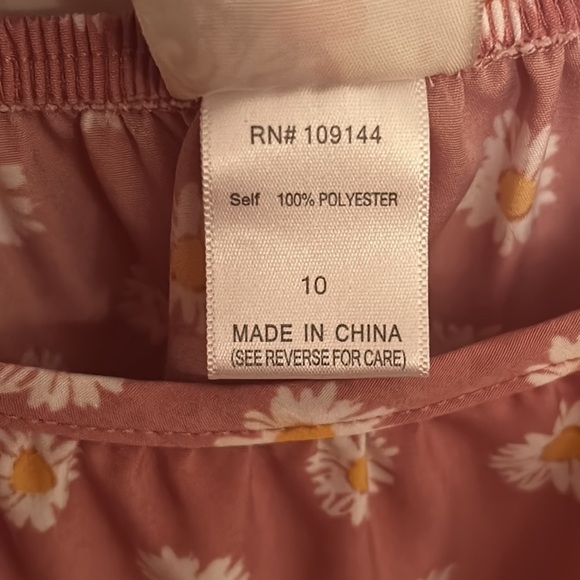 RN# 109144
Self 100% POLYESTER
10
MADE IN CHINA
(SEE REVERSE FOR CARE)